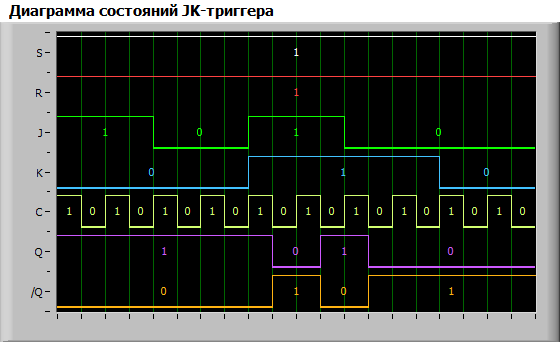 Диаграмма состояний JK-триггера
S 1
R 1
J 1 0 1 0
K 0 1 0
C 1 0 1 0 1 0 1 0 1 0 1 0 1 0 1 0 1 0 1 0
Q 1 0 1 0
/Q 0 1 0 1